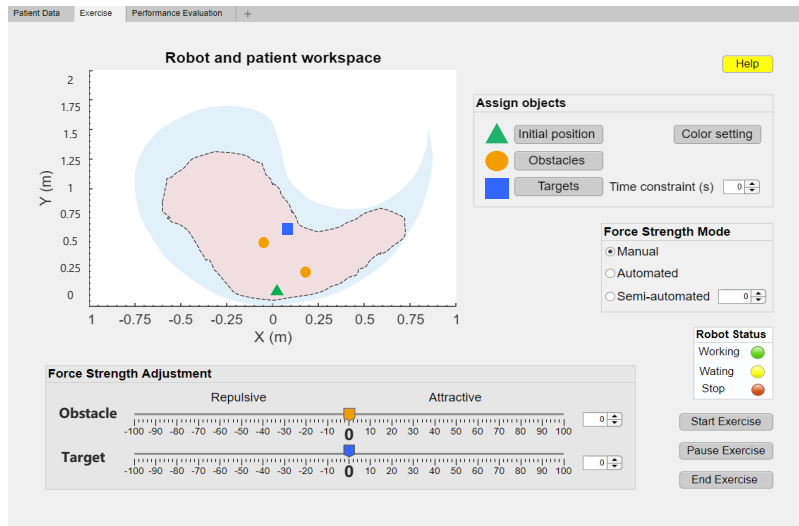 Patient Data Exercise Performance Evaluation +
Robot and patient workspace
Help
2
1.75
1.5
1.25
1
0.75
0.5
0.25
0
Y (m)
1 -0.75 -0.5 -0.25 0 0.25 0.5 0.75 1
X (m)
Assign objects
Initial position Color setting
Obstacles
Targets Time constraint (s) 0
Force Strength Mode
Manual
Automated
Semi-automated 0
Robot Status
Working
Wating
Stop
Force Strength Adjustment
Repulsive Attractive
Obstacle 0
-100 -90 -80 -70 -60 -50 -40 -30 -20 -10 0 10 20 30 40 50 60 70 80 90 100
Target 0
-100 -90 -80 -70 -60 -50 -40 -30 -20 -10 0 10 20 30 40 50 60 70 80 90 100
Start Exercise
Pause Exercise
End Exercise